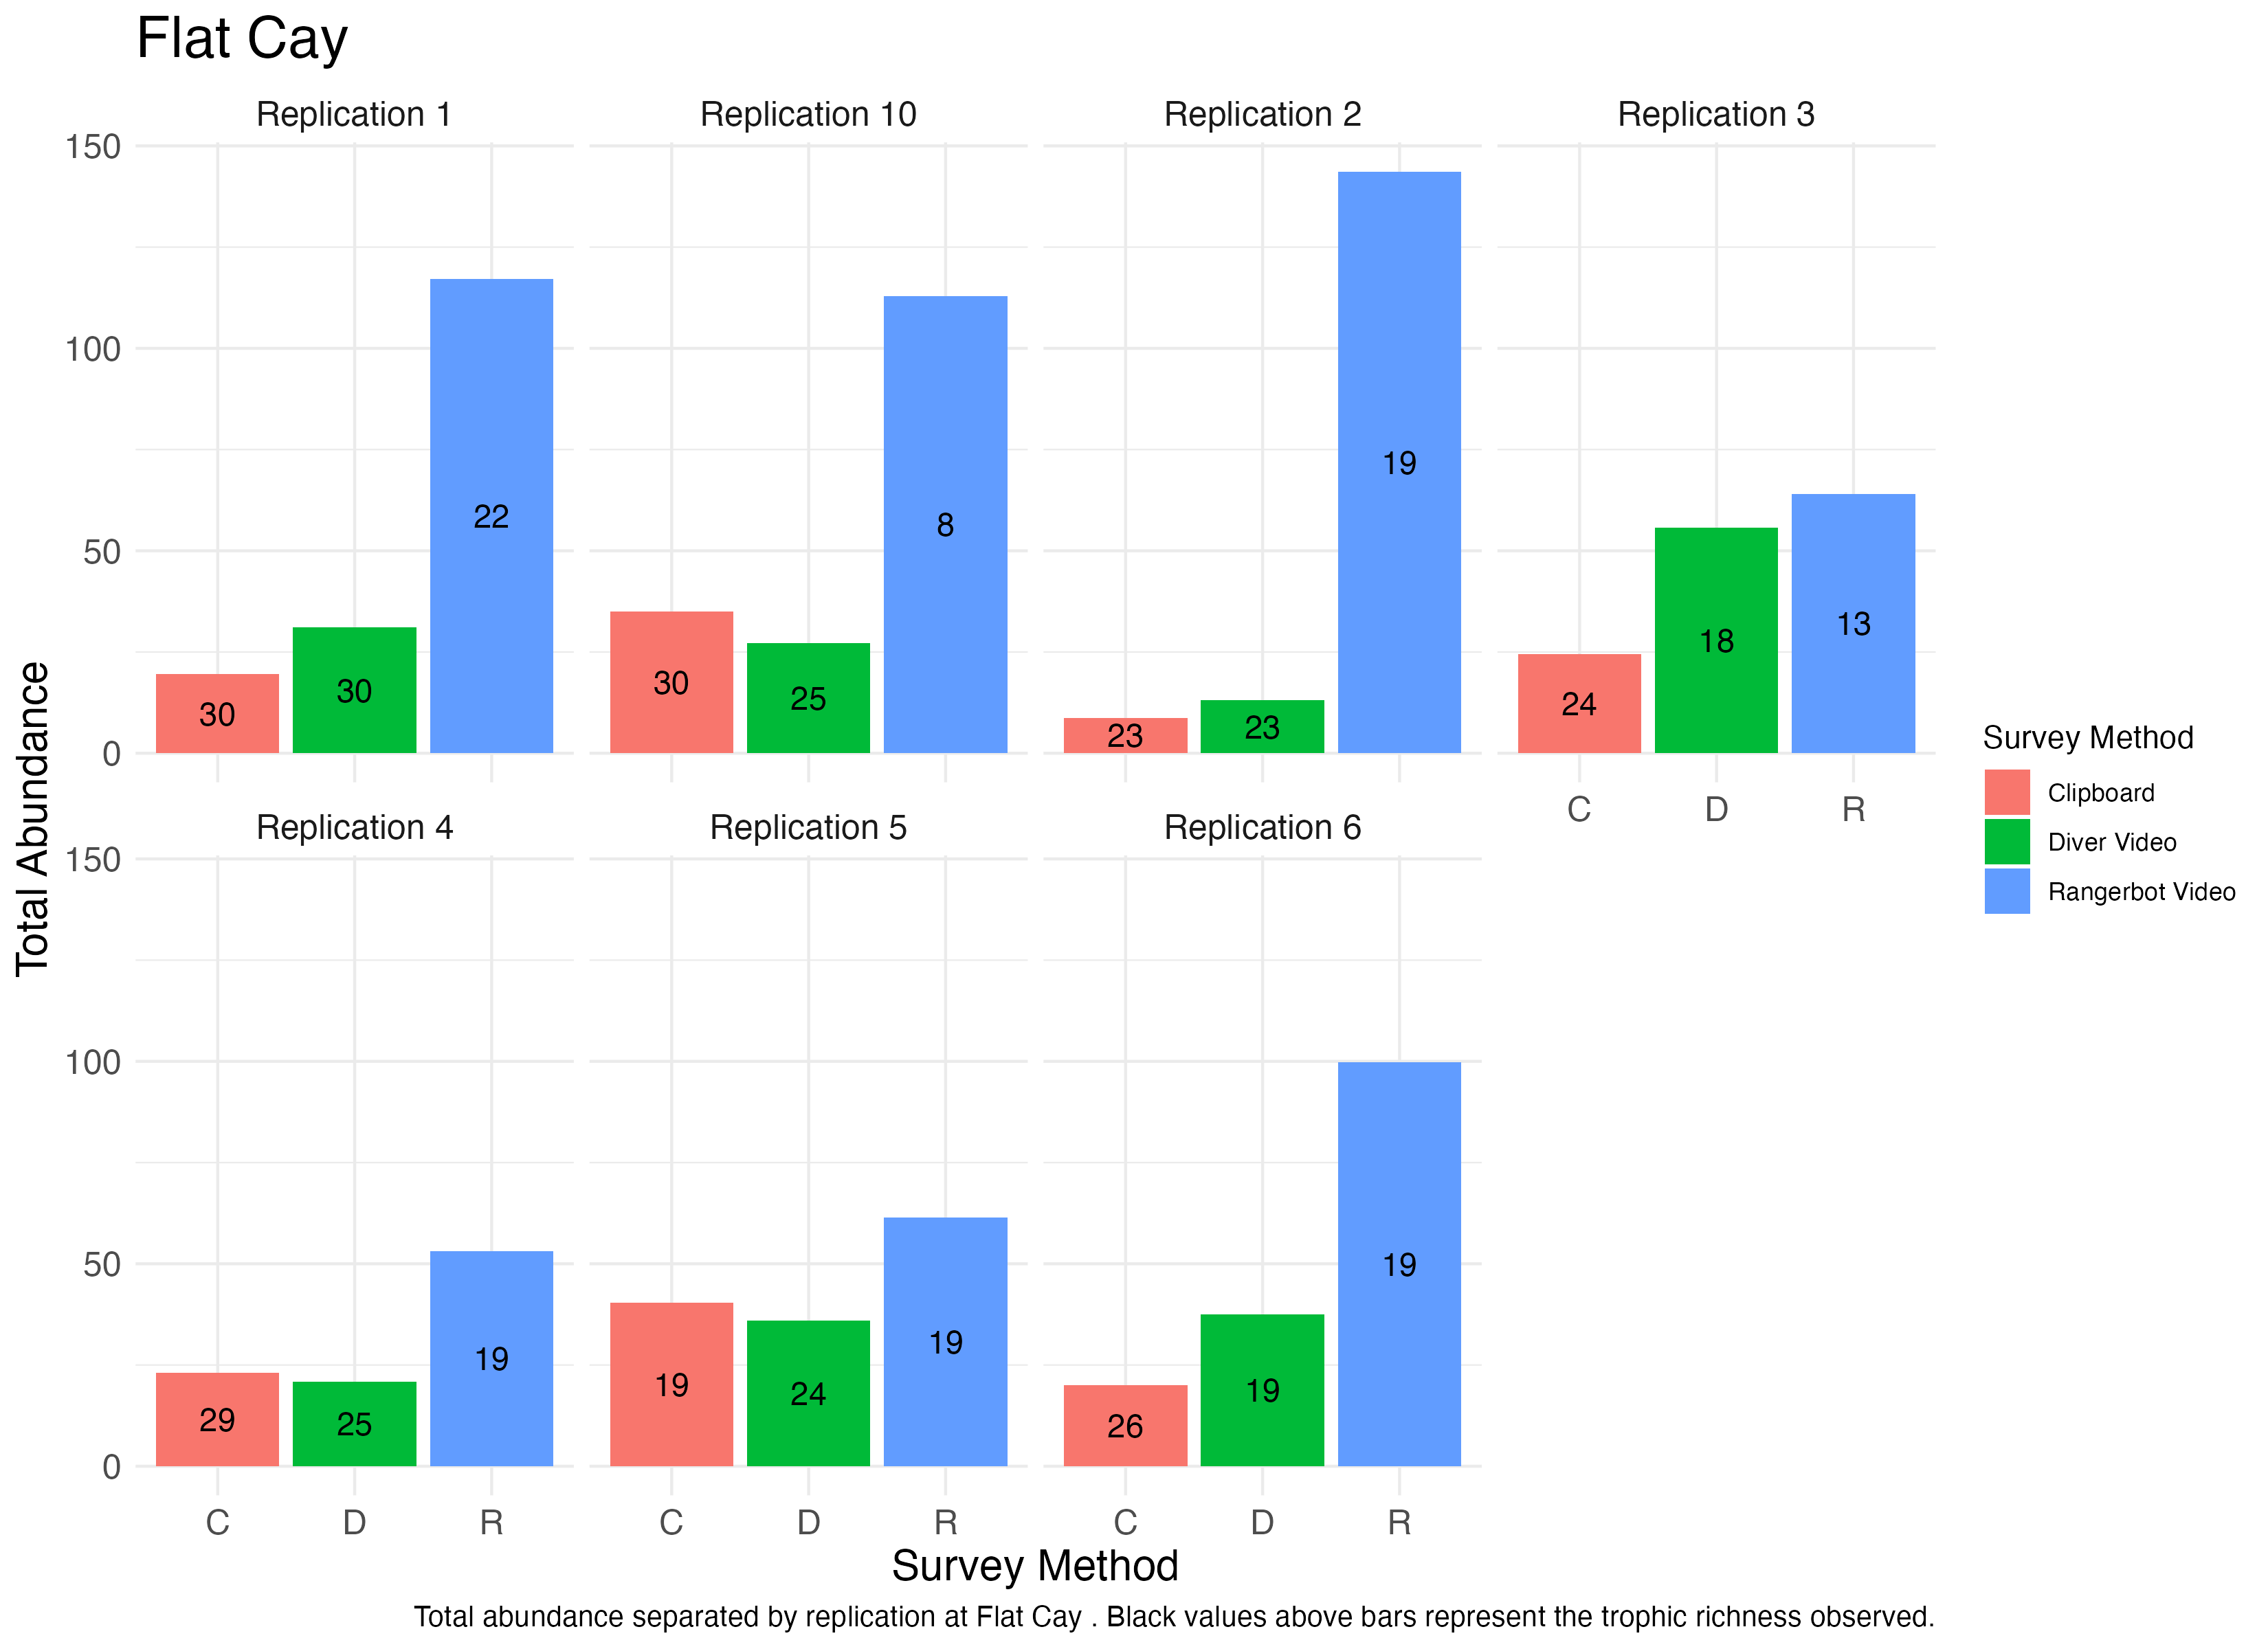 Flat Cay
Replication 1 Replication 10 Replication 2 Replication 3
150
100
50
0
30 30 22
30 25 8
23 23 19
24 18 13
C D R
Replication 4 Replication 5 Replication 6
150
100
50
0
29 25 19
19 24 19
26 19 19
C D R C D R C D R
Total Abundance
Survey Method
Survey Method
Clipboard
Diver Video
Rangerbot Video
Total abundance separated by replication at Flat Cay . Black values above bars represent the trophic richness observed.